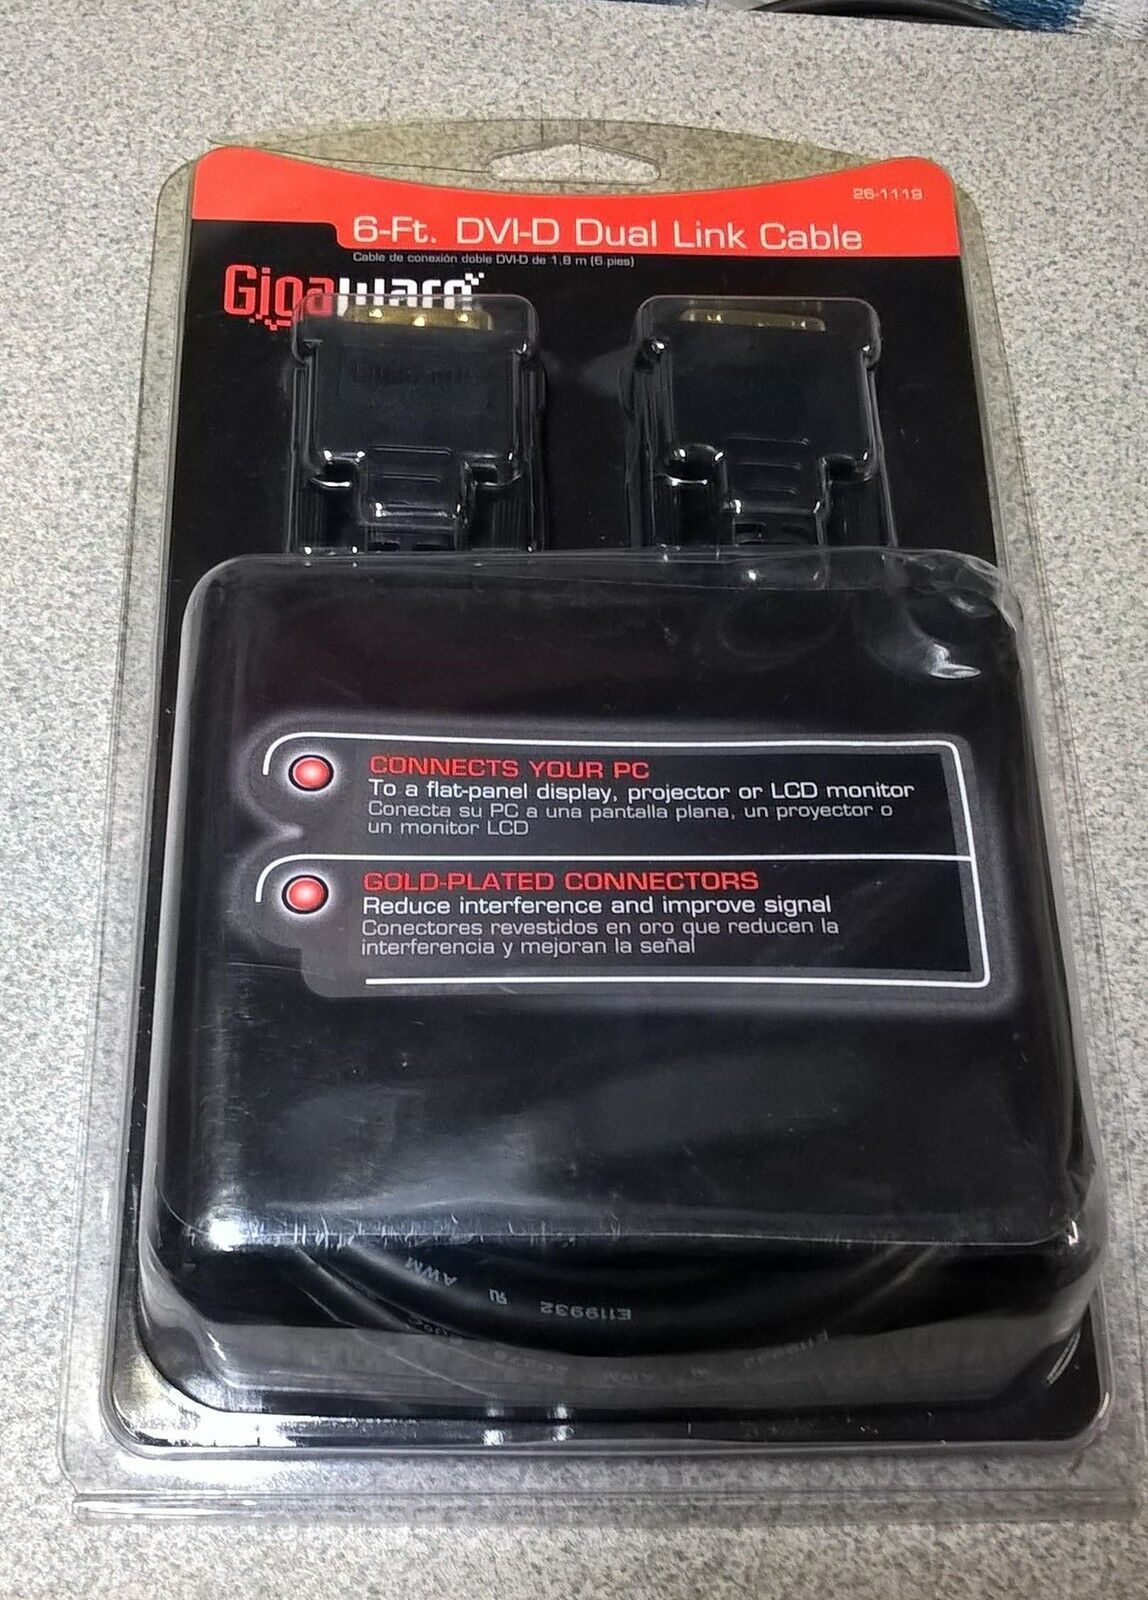 26-1119
6-Ft. DVI-D Dual Link Cable
Cable de conexión doble DVI-D de 1,8 m (6 pies)
Gigaware
CONNECTS YOUR PC
To a flat-panel display, projector or LCD monitor
Conecta su PC a una pantalla plana, un proyector o
un monitor LCD
GOLD-PLATED CONNECTORS
Reduce interference and improve signal
Conectores revestidos en oro que reducen la
interferencia y mejoran la señal
E119932 AWM